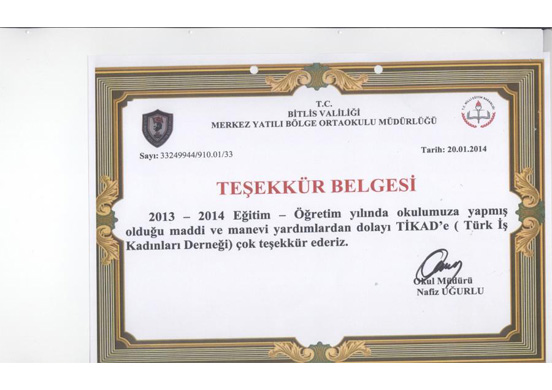 T.C.
BİTLİS VALİLİĞİ
MERKEZ YATILI BÖLGE ORTAOKULU MÜDÜRLÜĞÜ
Sayı: 33249944/910.01/33
Tarih: 20.01.2014
TEŞEKKÜR BELGESİ
2013 – 2014 Eğitim – Öğretim yılında okulumuza yapmış
olduğu maddi ve manevi yardımlardan dolayı TİKAD'e ( Türk İş
Kadınları Derneği) çok teşekkür ederiz.
Okul Müdürü
Nafiz UĞURLU